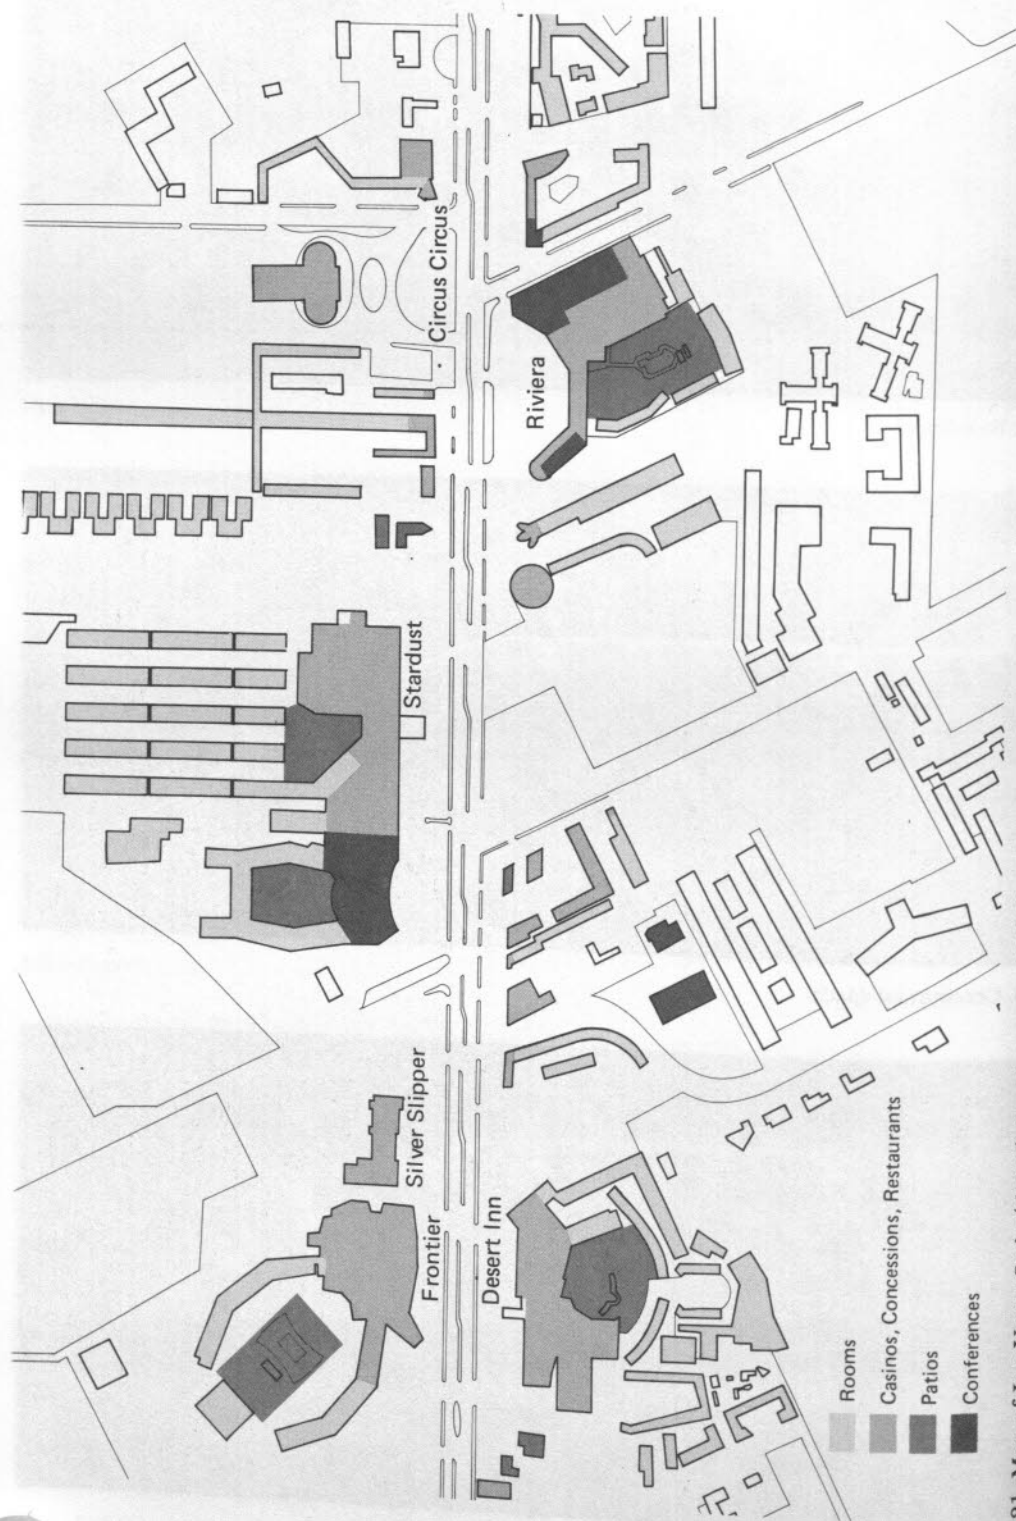 Circus Circus
Riviera
Stardust
Silver Slipper
Frontier
Desert Inn
Rooms
Casinos, Concessions, Restaurants
Patios
Conferences